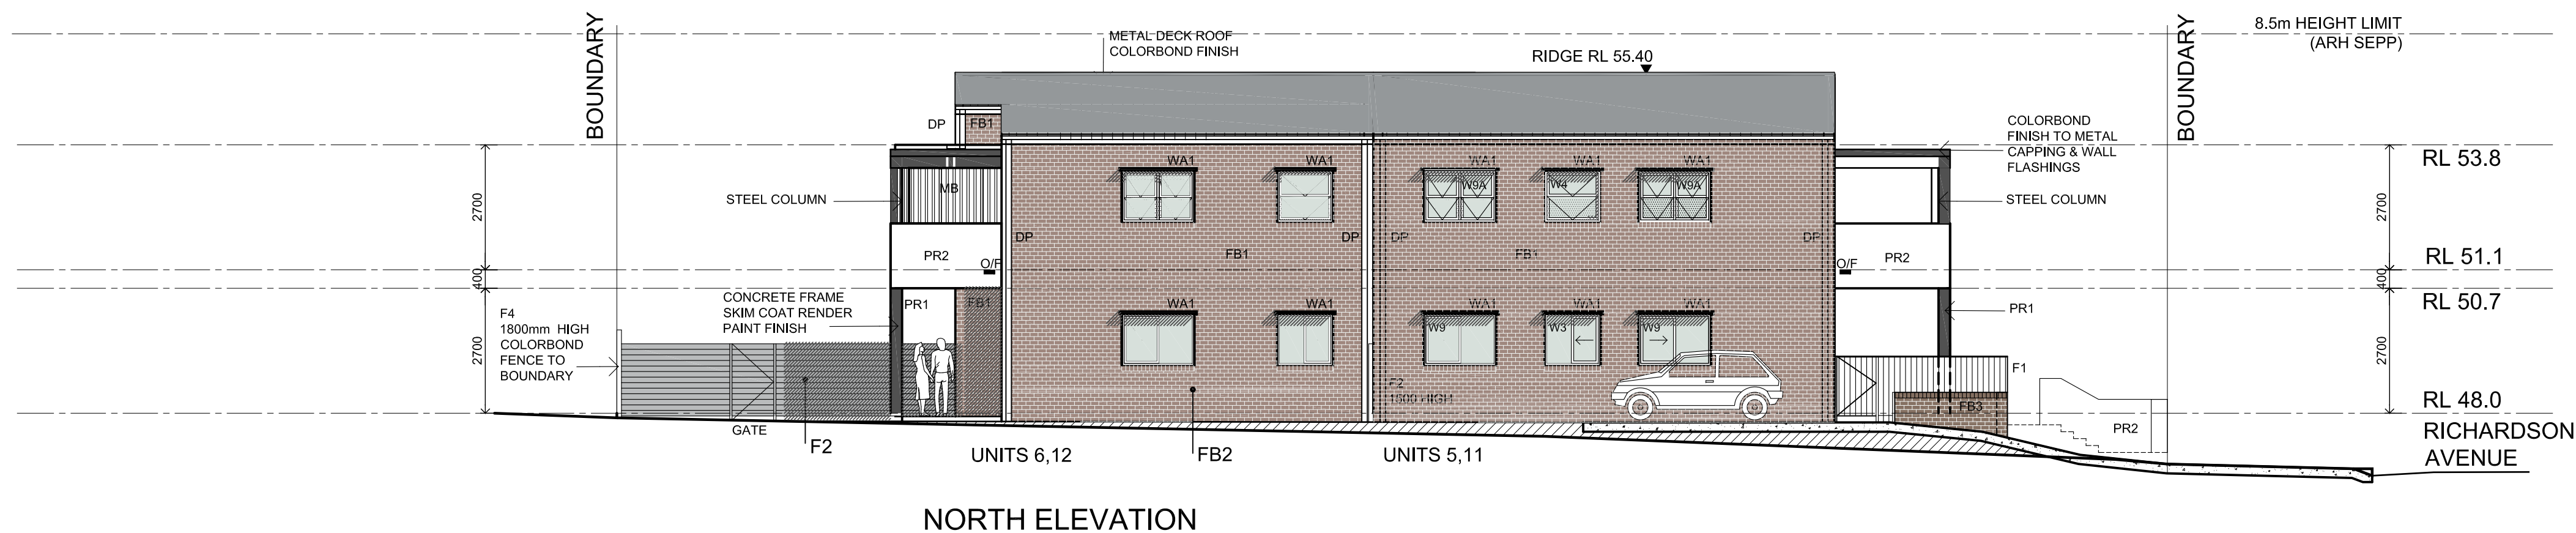 BOUNDARY
METAL DECK ROOF
COLORBOND FINISH
RIDGE RL 55.40
BOUNDARY
8.5m HEIGHT LIMIT
(ARH SEPP)
DP
FB1
COLORBOND
FINISH TO METAL
CAPPING & WALL
FLASHINGS
RL 53.8
2700
STEEL COLUMN
MB
WA1
WA1
WA1
WA1
WA1
W9A
W4
W9A
STEEL COLUMN
2700
DP
DP
DP
DP
PR2
O/F
FB1
FB1
O/F
PR2
RL 51.1
400
400
RL 50.7
F4
1800mm HIGH
COLORBOND
FENCE TO
BOUNDARY
2700
CONCRETE FRAME
SKIM COAT RENDER
PAINT FINISH
PR1
FB1
WA1
WA1
WA1
WA1
WA1
W9
W3
W9
PR1
2700
F2
1500 HIGH
F1
FB3
PR2
RL 48.0
RICHARDSON
AVENUE
GATE
F2
UNITS 6,12
FB2
UNITS 5,11
NORTH ELEVATION